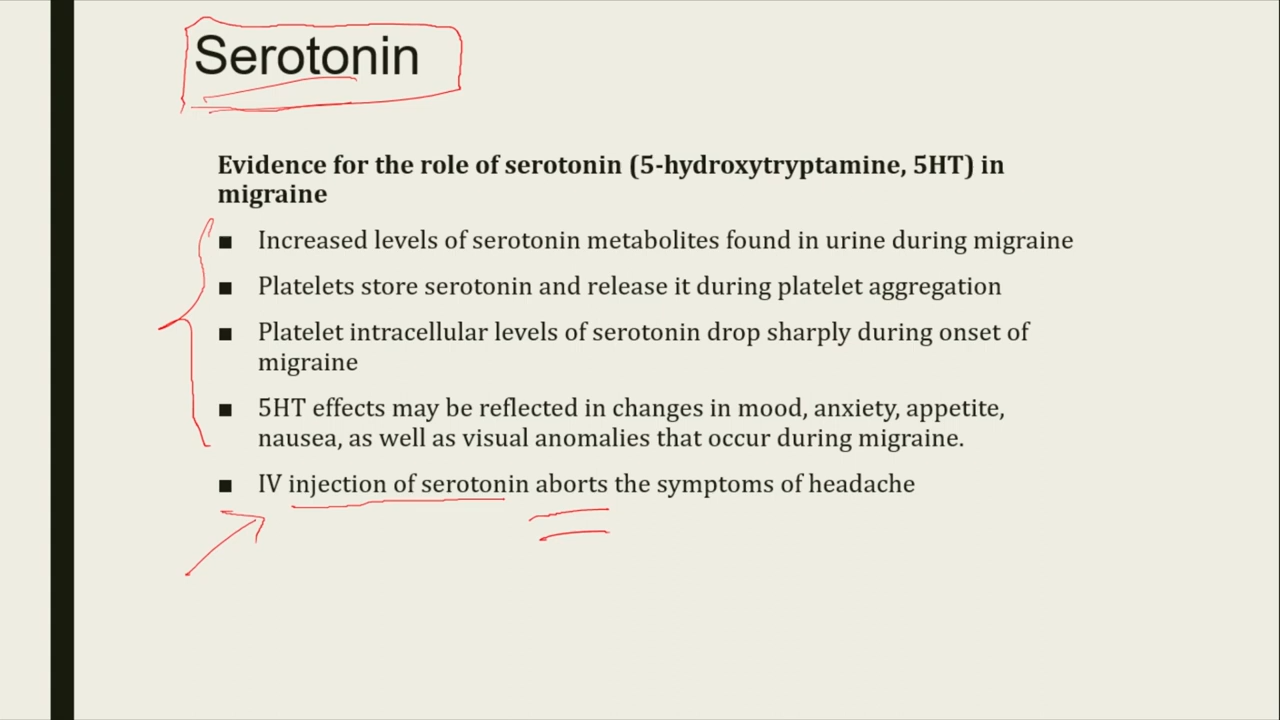 Serotonin
Evidence for the role of serotonin (5-hydroxytryptamine, 5HT) in
migraine
■ Increased levels of serotonin metabolites found in urine during migraine
■ Platelets store serotonin and release it during platelet aggregation
■ Platelet intracellular levels of serotonin drop sharply during onset of
migraine
■ 5HT effects may be reflected in changes in mood, anxiety, appetite,
nausea, as well as visual anomalies that occur during migraine.
■ IV injection of serotonin aborts the symptoms of headache